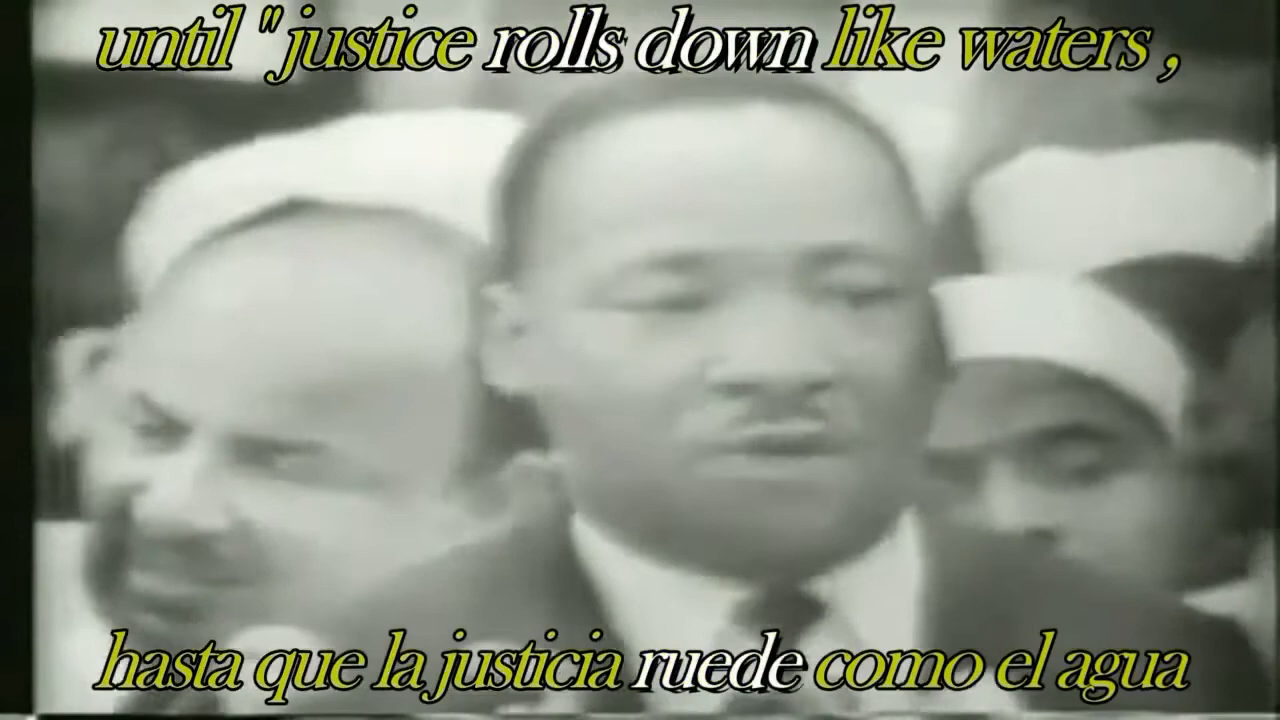 until "justice rolls down like waters ,
hasta que la justicia ruede como el agua